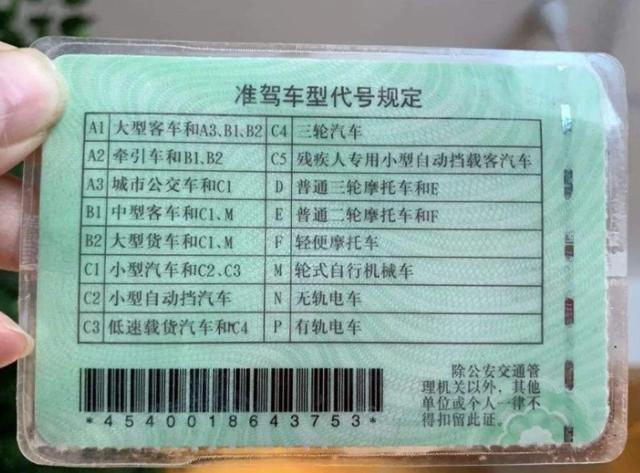 准驾车型代号规定
A1 大型客车和A3、B1、B2 C4 三轮汽车
A2 牵引车和B1、B2 C5 残疾人专用小型自动挡载客汽车
A3 城市公交车和C1 D 普通三轮摩托车和E
B1 中型客车和C1、M E 普通二轮摩托车和F
B2 大型货车和C1、M F 轻便摩托车
C1 小型汽车和C2、C3 M 轮式自行机械车
C2 小型自动挡汽车 N 无轨电车
C3 低速载货汽车和C4 P 有轨电车
*4540018643753*
除公安交通管
理机关以外，其他
单位或个人一律不
得扣留此证。